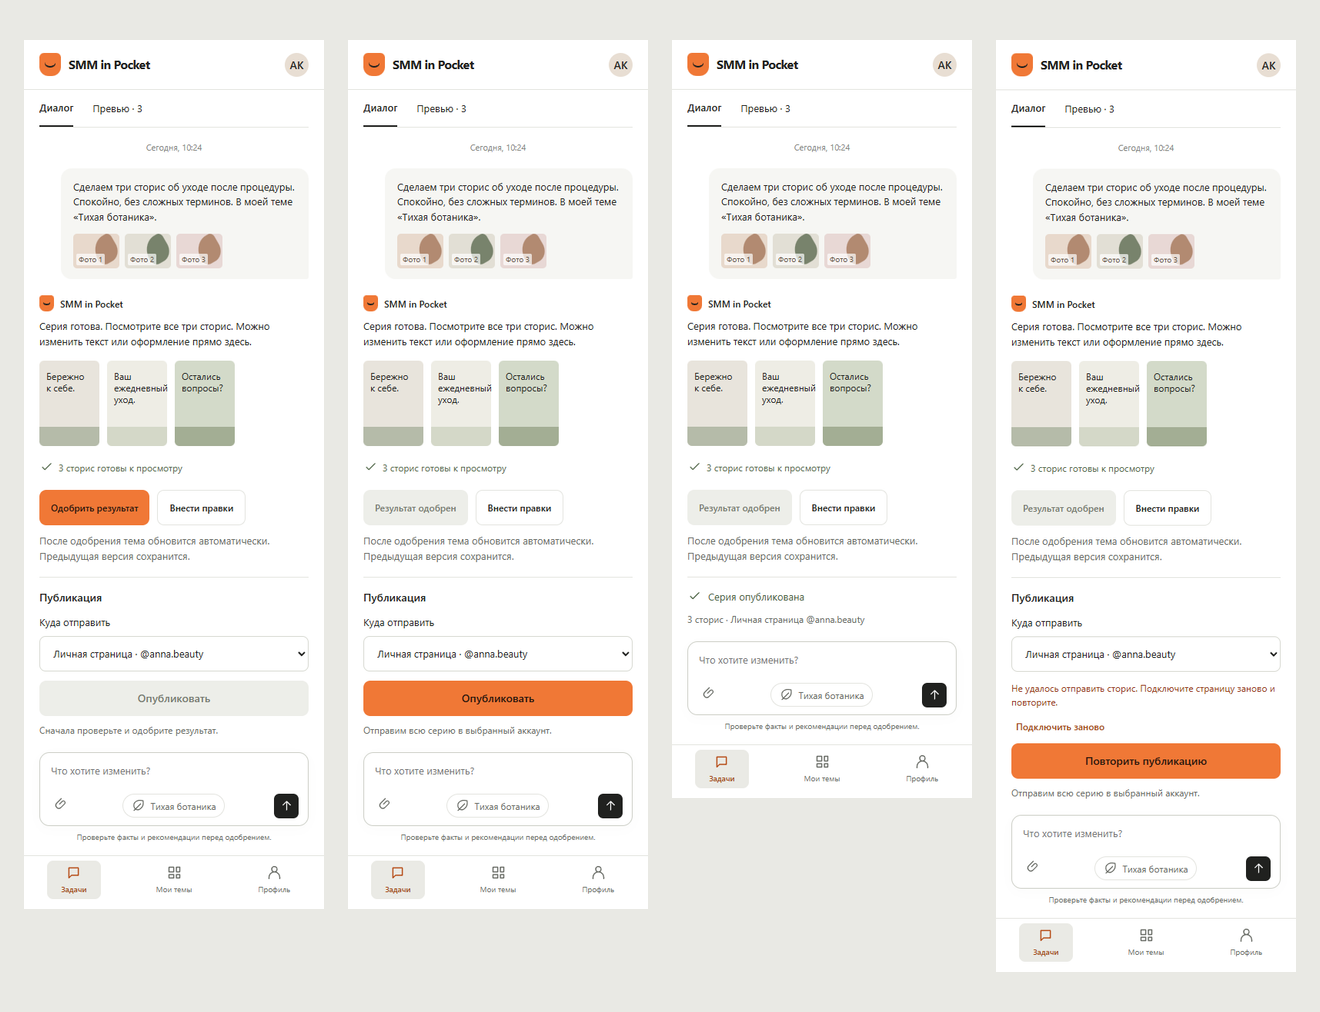 SMM in Pocket
АК
Диалог
Превью · 3
Сегодня, 10:24
Сделаем три сторис об уходе после процедуры.
Спокойно, без сложных терминов. В моей теме
«Тихая ботаника».
Фото 1
Фото 2
Фото 3
SMM in Pocket
Серия готова. Посмотрите все три сторис. Можно
изменить текст или оформление прямо здесь.
Бережно
к себе.
Ваш
ежедневный
уход.
Остались
вопросы?
3 сторис готовы к просмотру
Одобрить результат
Внести правки
После одобрения тема обновится автоматически.
Предыдущая версия сохранится.
Публикация
Куда отправить
Личная страница · @anna.beauty
Опубликовать
Сначала проверьте и одобрите результат.
Что хотите изменить?
Тихая ботаника
Проверьте факты и рекомендации перед одобрением.
Задачи
Мои темы
Профиль
SMM in Pocket
АК
Диалог
Превью · 3
Сегодня, 10:24
Сделаем три сторис об уходе после процедуры.
Спокойно, без сложных терминов. В моей теме
«Тихая ботаника».
Фото 1
Фото 2
Фото 3
SMM in Pocket
Серия готова. Посмотрите все три сторис. Можно
изменить текст или оформление прямо здесь.
Бережно
к себе.
Ваш
ежедневный
уход.
Остались
вопросы?
3 сторис готовы к просмотру
Результат одобрен
Внести правки
После одобрения тема обновится автоматически.
Предыдущая версия сохранится.
Публикация
Куда отправить
Личная страница · @anna.beauty
Опубликовать
Отправим всю серию в выбранный аккаунт.
Что хотите изменить?
Тихая ботаника
Проверьте факты и рекомендации перед одобрением.
Задачи
Мои темы
Профиль
SMM in Pocket
АК
Диалог
Превью · 3
Сегодня, 10:24
Сделаем три сторис об уходе после процедуры.
Спокойно, без сложных терминов. В моей теме
«Тихая ботаника».
Фото 1
Фото 2
Фото 3
SMM in Pocket
Серия готова. Посмотрите все три сторис. Можно
изменить текст или оформление прямо здесь.
Бережно
к себе.
Ваш
ежедневный
уход.
Остались
вопросы?
3 сторис готовы к просмотру
Результат одобрен
Внести правки
После одобрения тема обновится автоматически.
Предыдущая версия сохранится.
Серия опубликована
3 сторис · Личная страница @anna.beauty
Что хотите изменить?
Тихая ботаника
Проверьте факты и рекомендации перед одобрением.
Задачи
Мои темы
Профиль
SMM in Pocket
АК
Диалог
Превью · 3
Сегодня, 10:24
Сделаем три сторис об уходе после процедуры.
Спокойно, без сложных терминов. В моей теме
«Тихая ботаника».
Фото 1
Фото 2
Фото 3
SMM in Pocket
Серия готова. Посмотрите все три сторис. Можно
изменить текст или оформление прямо здесь.
Бережно
к себе.
Ваш
ежедневный
уход.
Остались
вопросы?
3 сторис готовы к просмотру
Результат одобрен
Внести правки
После одобрения тема обновится автоматически.
Предыдущая версия сохранится.
Публикация
Куда отправить
Личная страница · @anna.beauty
Не удалось отправить сторис. Подключите страницу заново и
повторите.
Подключить заново
Повторить публикацию
Отправим всю серию в выбранный аккаунт.
Что хотите изменить?
Тихая ботаника
Проверьте факты и рекомендации перед одобрением.
Задачи
Мои темы
Профиль